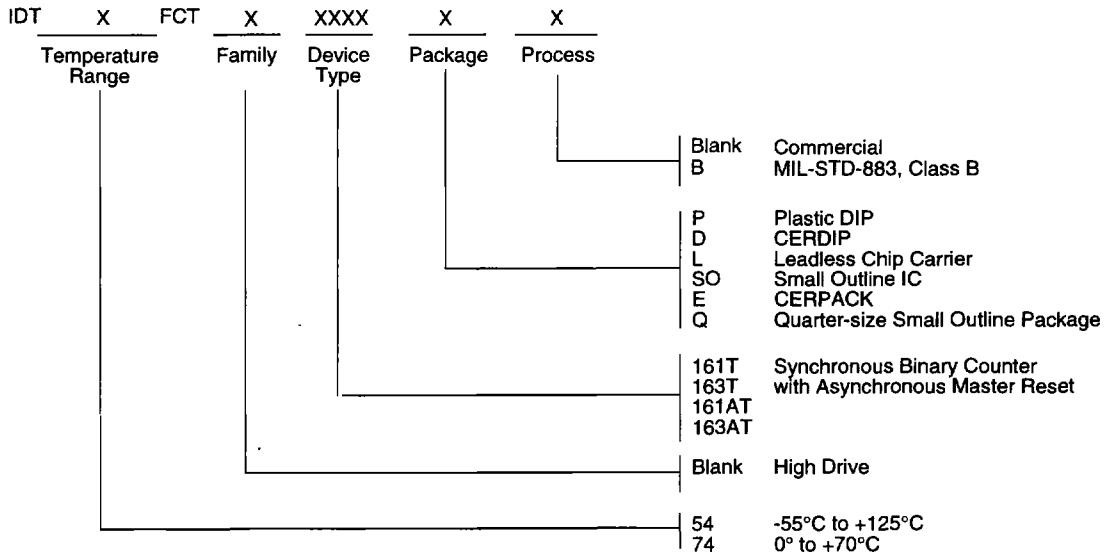 IDT X FCT X XXXX X X
Temperature Range Family Device Type Package Process
Blank Commercial
B MIL-STD-883, Class B
P Plastic DIP
D CERDIP
L Leadless Chip Carrier
SO Small Outline IC
E CERPACK
Q Quarter-size Small Outline Package
161T Synchronous Binary Counter
163T with Asynchronous Master Reset
161AT
163AT
Blank High Drive
54 -55°C to +125°C
74 0° to +70°C